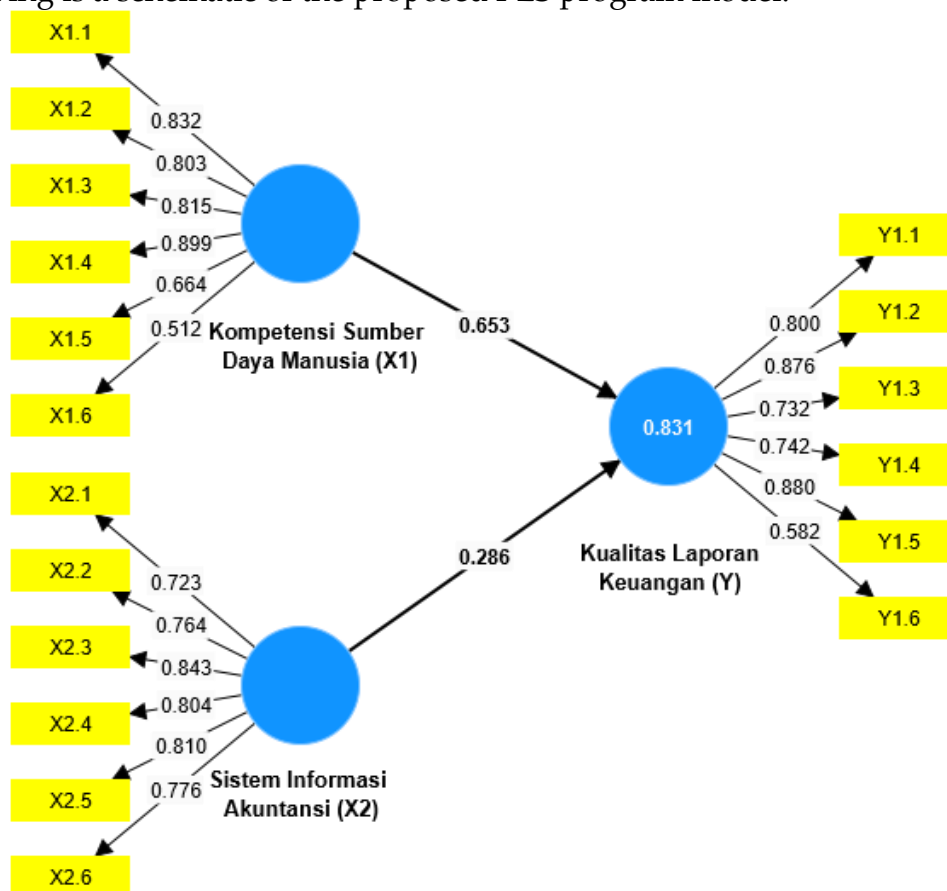 X1.1
X1.2
X1.3
X1.4
X1.5
X1.6
0.832
0.803
0.815
0.899
0.664
0.512
Kompetensi Sumber
Daya Manusia (X1)
0.653
X2.1
X2.2
X2.3
X2.4
X2.5
X2.6
0.723
0.764
0.843
0.804
0.810
0.776
Sistem Informasi
Akuntansi (X2)
0.286
0.831
Kualitas Laporan
Keuangan (Y)
0.800
0.876
0.732
0.742
0.880
0.582
Y1.1
Y1.2
Y1.3
Y1.4
Y1.5
Y1.6